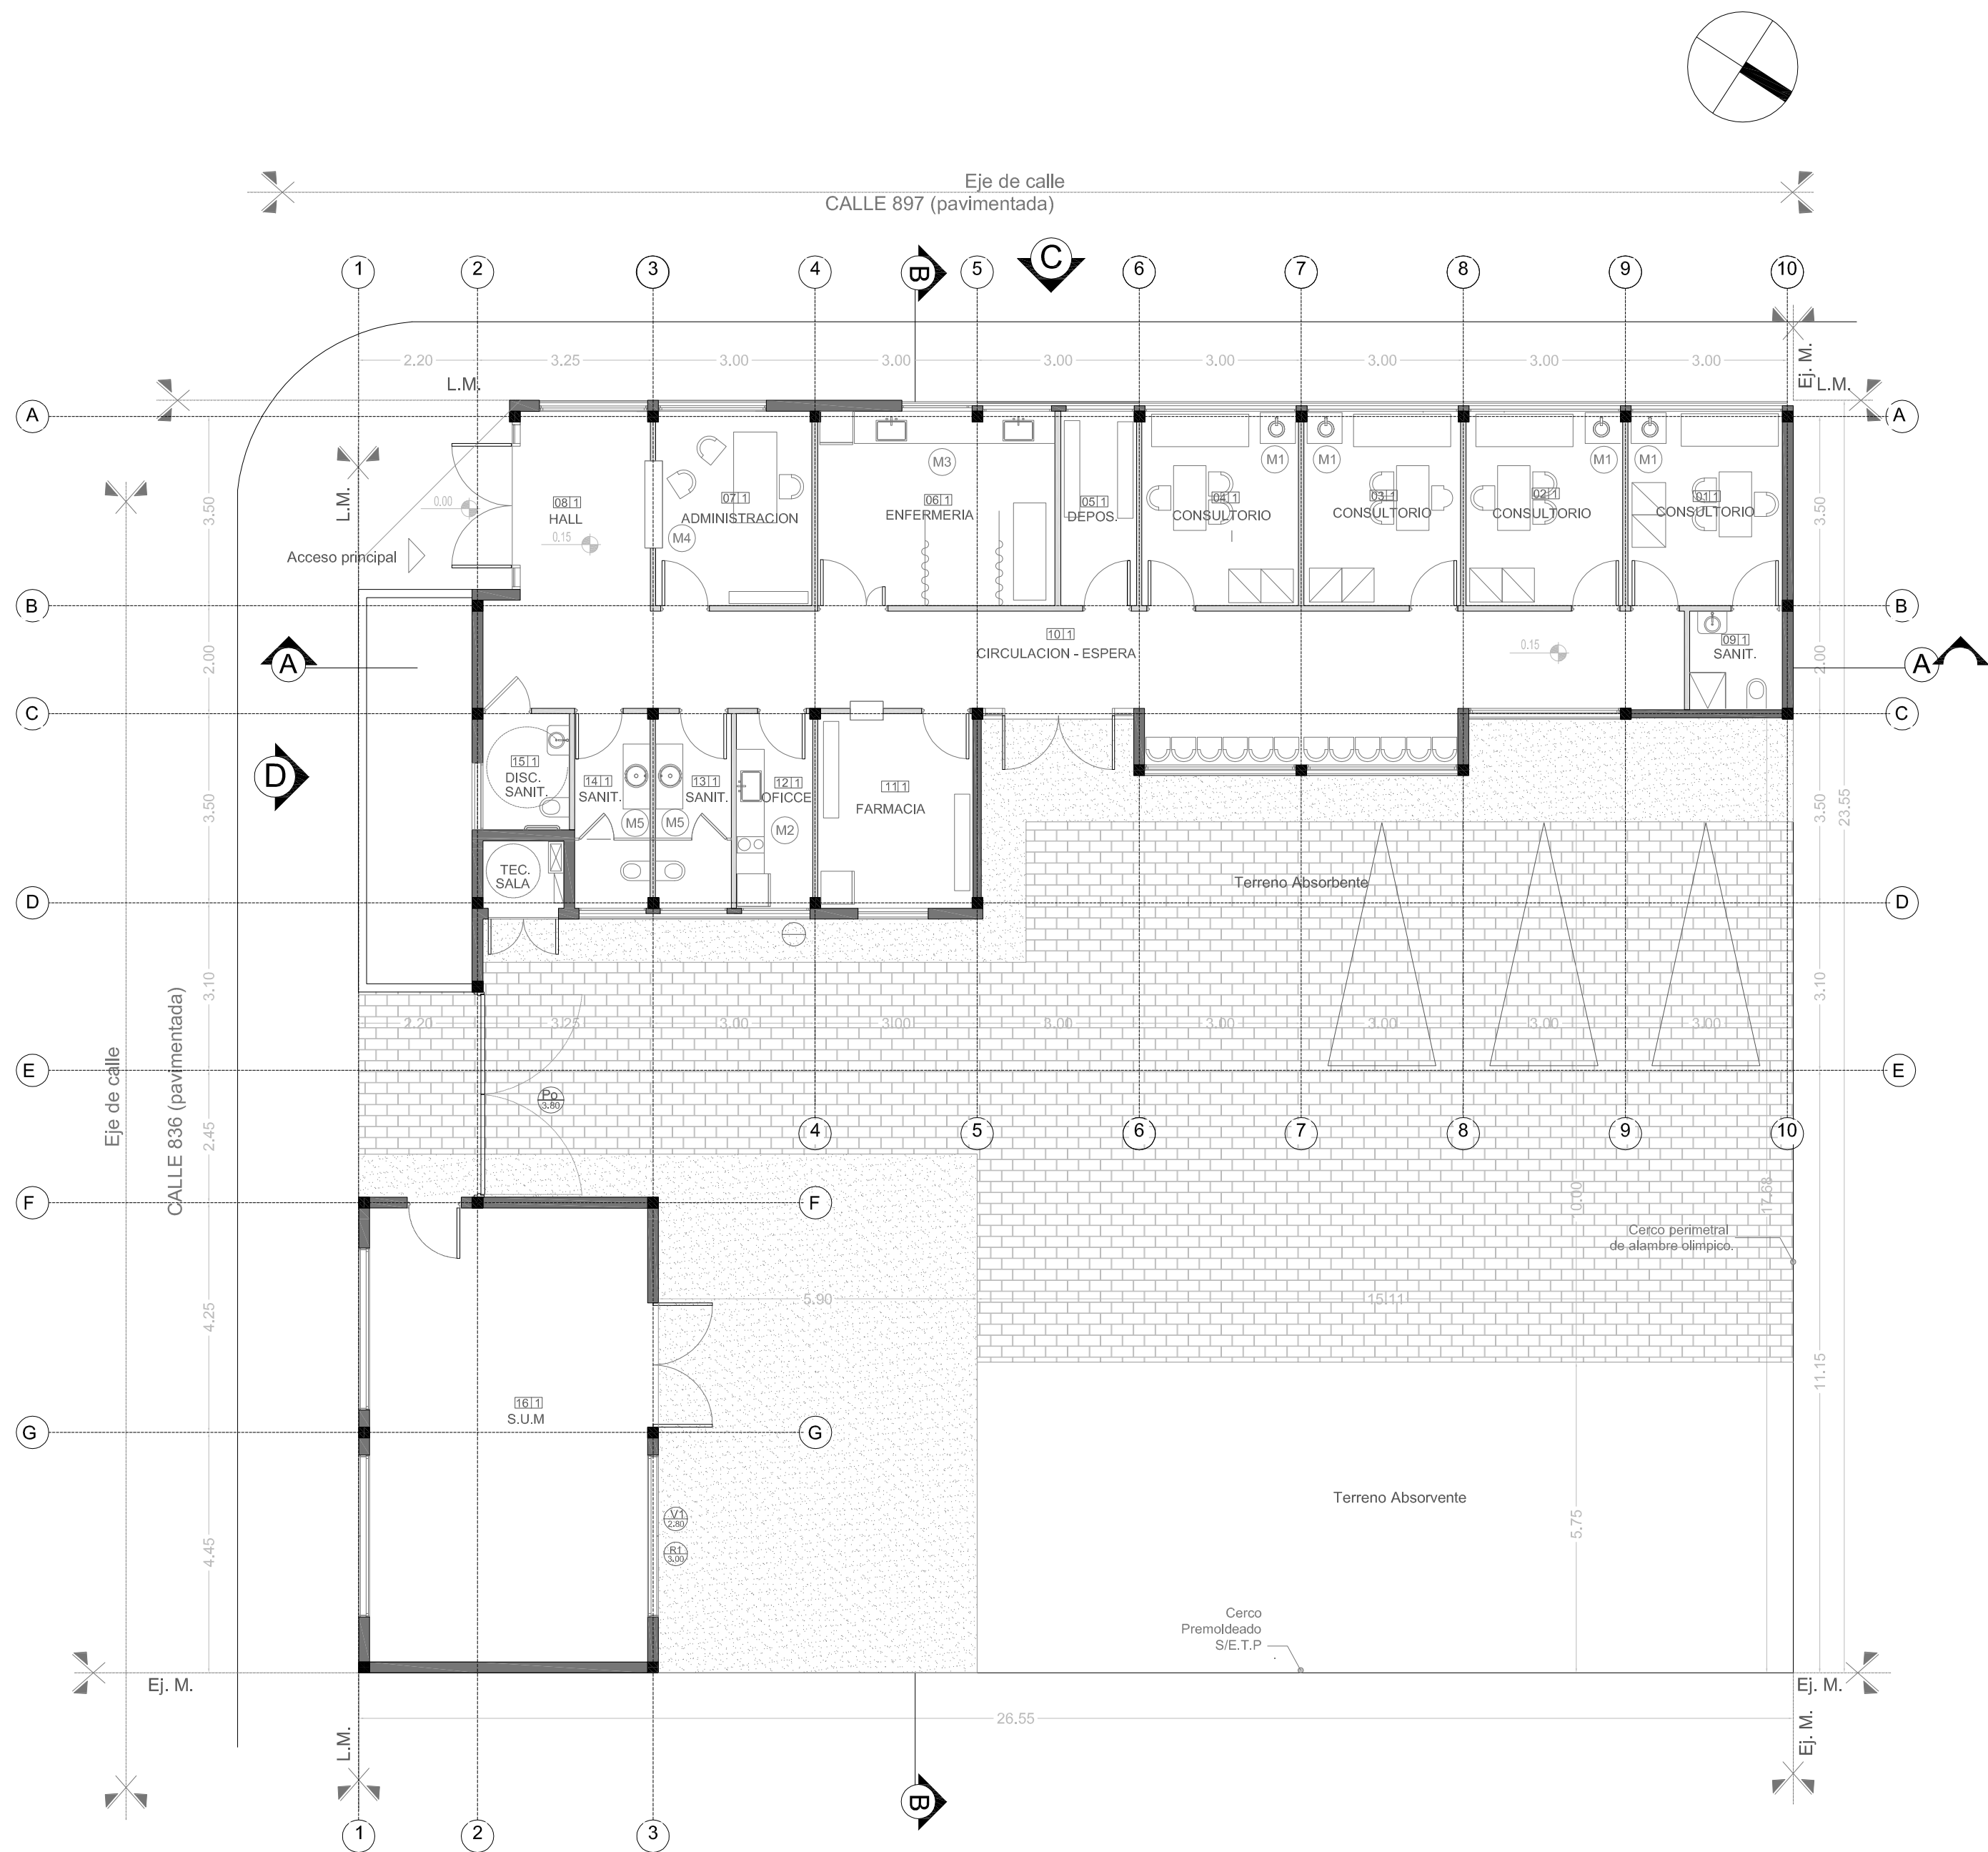 Eje de calle
CALLE 897 (pavimentada)
1
2
3
4
B
5
C
6
7
8
9
10
2.20
3.25
3.00
3.00
3.00
3.00
3.00
3.00
3.00
L.M.
Ej. M.
L.M.
A
A
L.M.
3.50
0.00
Acceso principal
08 1
HALL
0.15
07 1
ADMINISTRACION
M4
M3
06 1
ENFERMERIA
05 1
DEPOS.
M1
04 1
CONSULTORIO
M1
03 1
CONSULTORIO
M1
02 1
CONSULTORIO
M1
01 1
CONSULTORIO
3.50
B
B
2.00
A
10 1
CIRCULACION - ESPERA
0.15
09 1
SANIT.
2.00
A
C
C
D
3.50
15 1
DISC.
SANIT.
14 1
SANIT.
M5
13 1
SANIT.
M5
12 1
OFICCE
M2
11 1
FARMACIA
3.50
23.55
TEC.
SALA
Terreno Absorbente
D
D
3.10
3.10
2.20
3.25
3.00
3.00
3.00
3.00
3.00
3.00
3.00
Eje de calle
CALLE 836 (pavimentada)
E
E
Po
3.80
2.45
4
5
6
7
8
9
10
F
F
0.00
17.68
Cerco perimetral
de alambre olimpico.
4.25
5.90
15.11
11.15
16 1
S.U.M
G
G
Terreno Absorvente
V1
2.80
R1
3.00
4.45
5.75
Cerco
Premoldeado
S/E.T.P
.
Ej. M.
Ej. M.
26.55
L.M.
Ej. M.
B
1
2
3